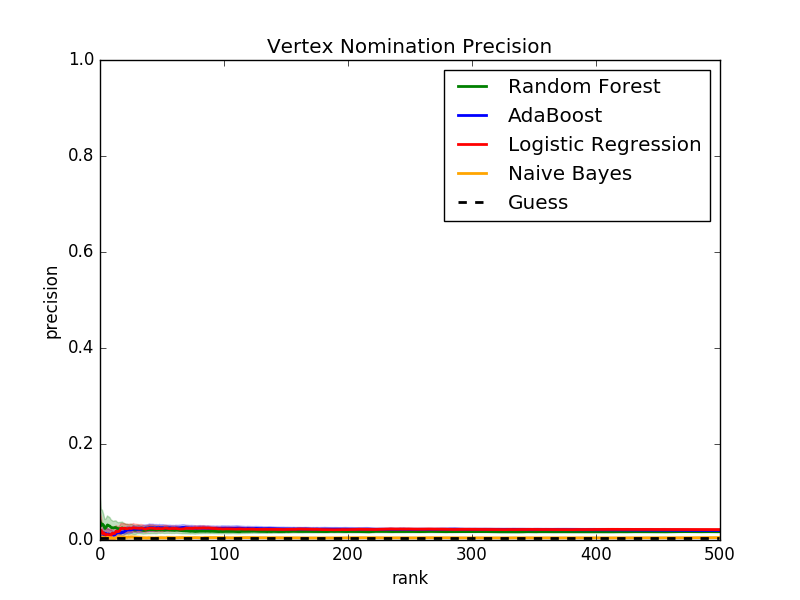 Vertex Nomination Precision
1.0
0.8
0.6
0.4
0.2
0.0
precision
Random Forest
AdaBoost
Logistic Regression
Naive Bayes
Guess
0 100 200 300 400 500
rank